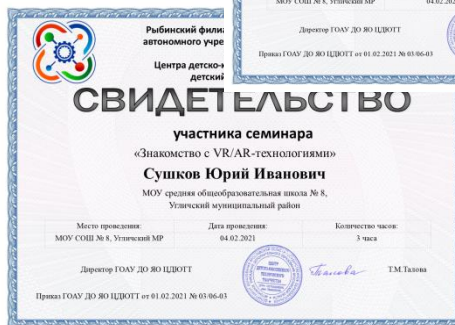 МОУ СОШ № 8, Угличский МР 04.02.2021
Директор ГОАУ ДО ЯО ЦДЮТТ
Приказ ГОАУ ДО ЯО ЦДЮТТ от 01.02.2021 № 03/06-03
Рыбинский
автономного
Центра
СВИДЕТЕЛЬСТВО
участника семинара
«Знакомство с VR/AR-технологиями»
Сушков Юрий Иванович
МОУ средняя общеобразовательная школа № 8,
Угличский муниципальный район
Место проведения: Дата проведения: Количество часов:
МОУ СОШ № 8, Угличский МР 04.02.2021 3 часа
Директор ГОАУ ДО ЯО ЦДЮТТ Т.М.Талова
Приказ ГОАУ ДО ЯО ЦДЮТТ от 01.02.2021 № 03/06-03